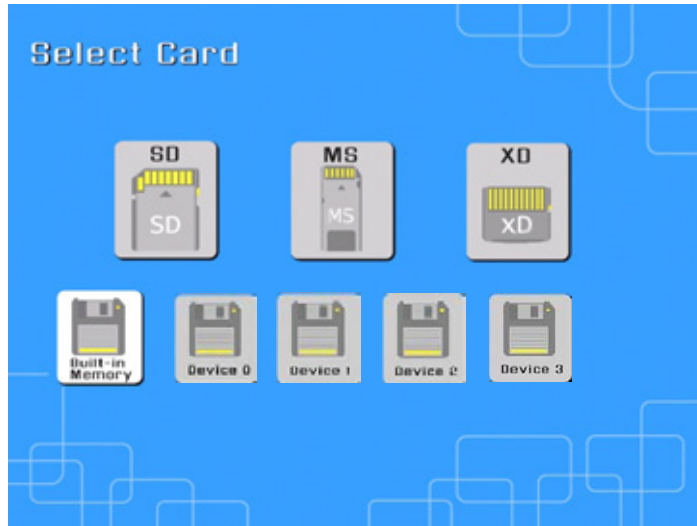 Select Card
SD
MS
XD
SD
MS
xD
Built-in
Memory
Device 0
Device 1
Device 2
Device 3